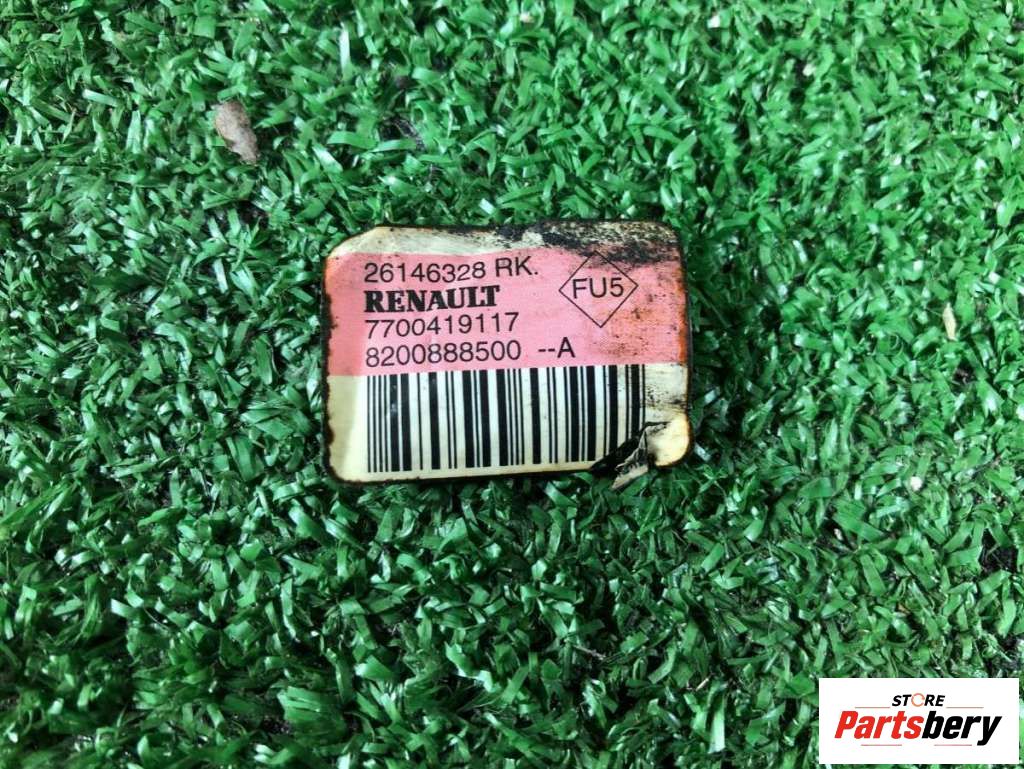 26146328 RK.
RENAULT
FU5
7700419117
8200888500 --A
STORE
Partsbery